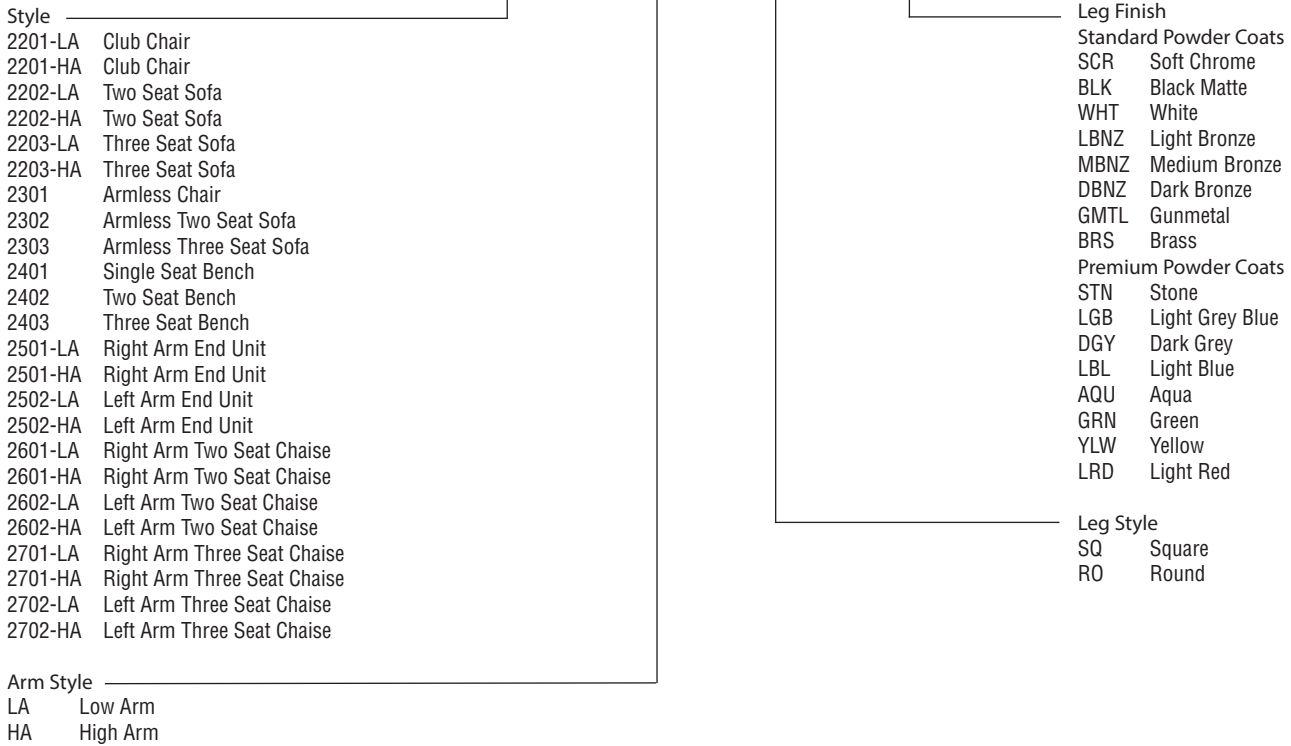 Style
2201-LA Club Chair
2201-HA Club Chair
2202-LA Two Seat Sofa
2202-HA Two Seat Sofa
2203-LA Three Seat Sofa
2203-HA Three Seat Sofa
2301 Armless Chair
2302 Armless Two Seat Sofa
2303 Armless Three Seat Sofa
2401 Single Seat Bench
2402 Two Seat Bench
2403 Three Seat Bench
2501-LA Right Arm End Unit
2501-HA Right Arm End Unit
2502-LA Left Arm End Unit
2502-HA Left Arm End Unit
2601-LA Right Arm Two Seat Chaise
2601-HA Right Arm Two Seat Chaise
2602-LA Left Arm Two Seat Chaise
2602-HA Left Arm Two Seat Chaise
2701-LA Right Arm Three Seat Chaise
2701-HA Right Arm Three Seat Chaise
2702-LA Left Arm Three Seat Chaise
2702-HA Left Arm Three Seat Chaise
Arm Style
LA Low Arm
HA High Arm
Leg Finish
Standard Powder Coats
SCR Soft Chrome
BLK Black Matte
WHT White
LBNZ Light Bronze
MBNZ Medium Bronze
DBNZ Dark Bronze
GMTL Gunmetal
BRS Brass
Premium Powder Coats
STN Stone
LGB Light Grey Blue
DGY Dark Grey
LBL Light Blue
AQU Aqua
GRN Green
YLW Yellow
LRD Light Red
Leg Style
SQ Square
RO Round